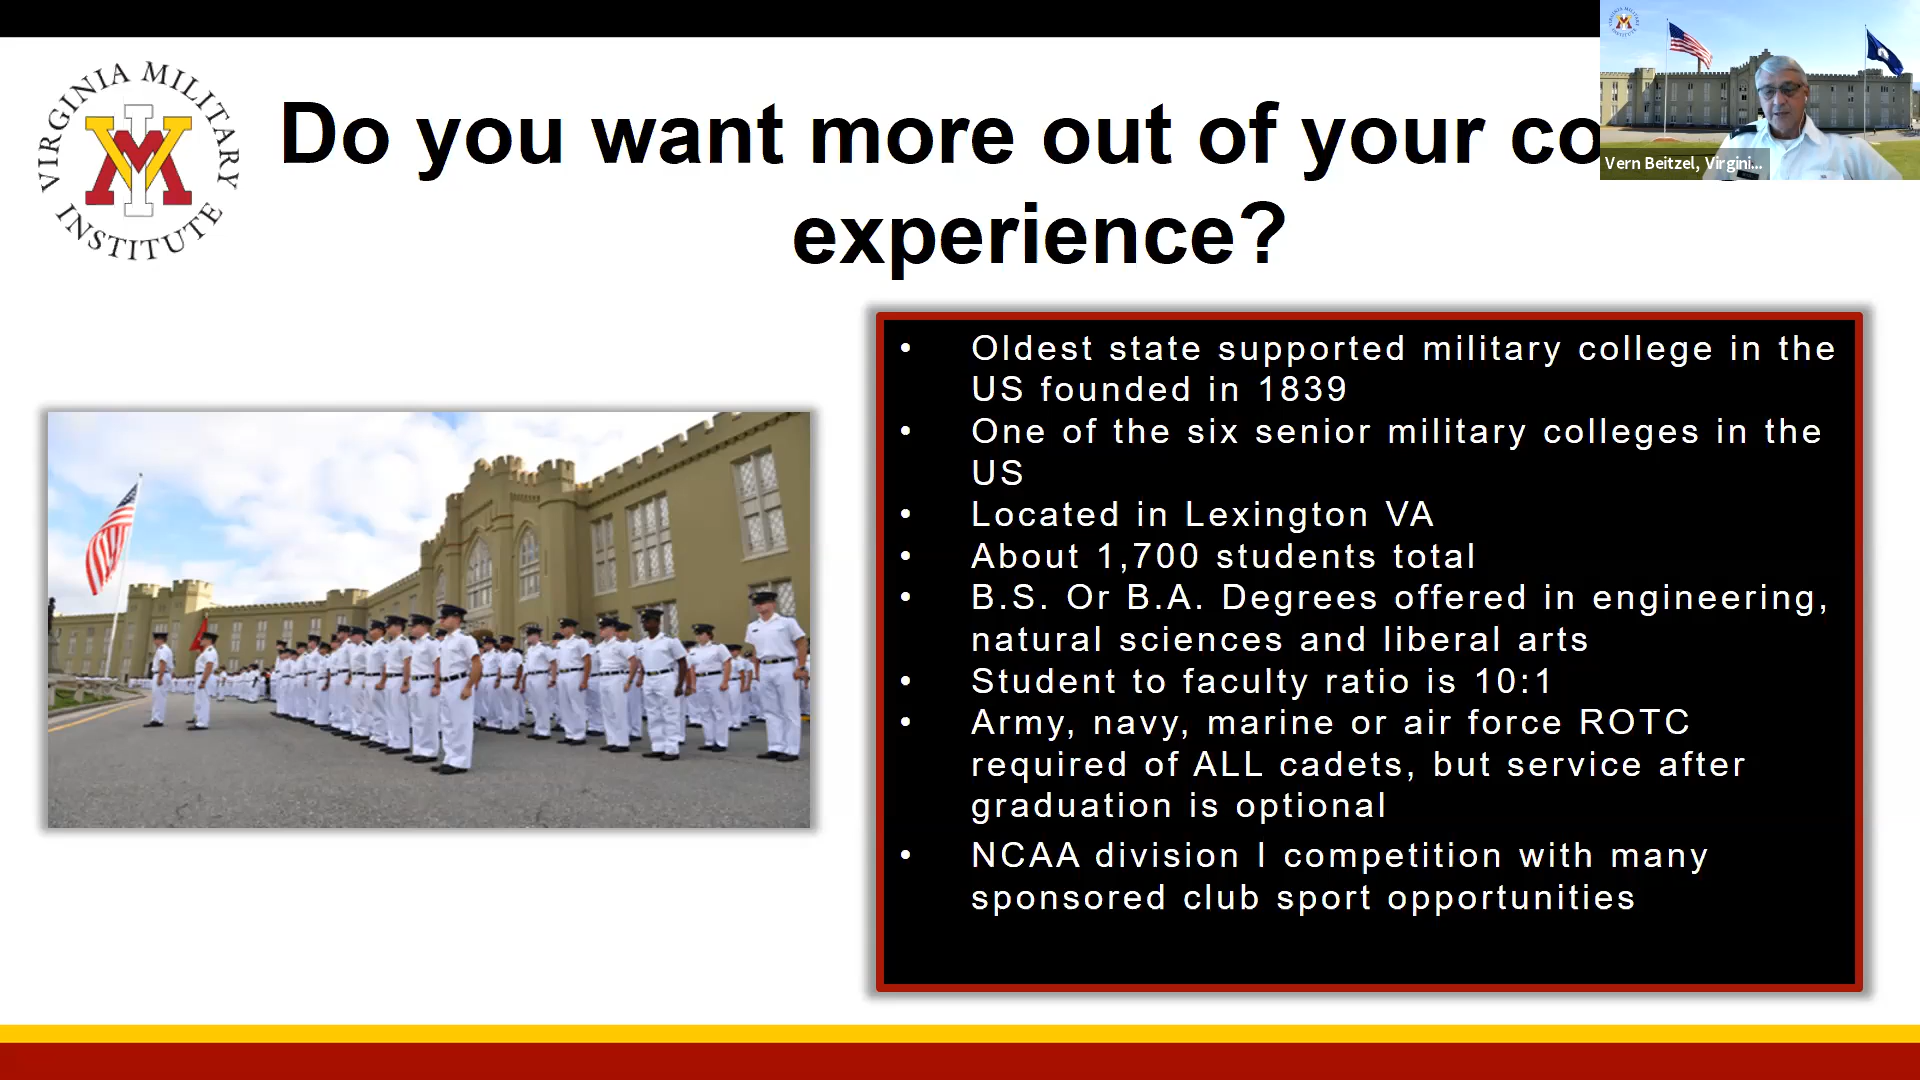 VIRGINIA MILITARY
INSTITUTE
VMI
Do you want more out of your co
experience?
Vern Beitzel, Virgini...
• Oldest state supported military college in the
US founded in 1839
• One of the six senior military colleges in the
US
• Located in Lexington VA
• About 1,700 students total
• B.S. Or B.A. Degrees offered in engineering,
natural sciences and liberal arts
• Student to faculty ratio is 10:1
• Army, navy, marine or air force ROTC
required of ALL cadets, but service after
graduation is optional
• NCAA division I competition with many
sponsored club sport opportunities